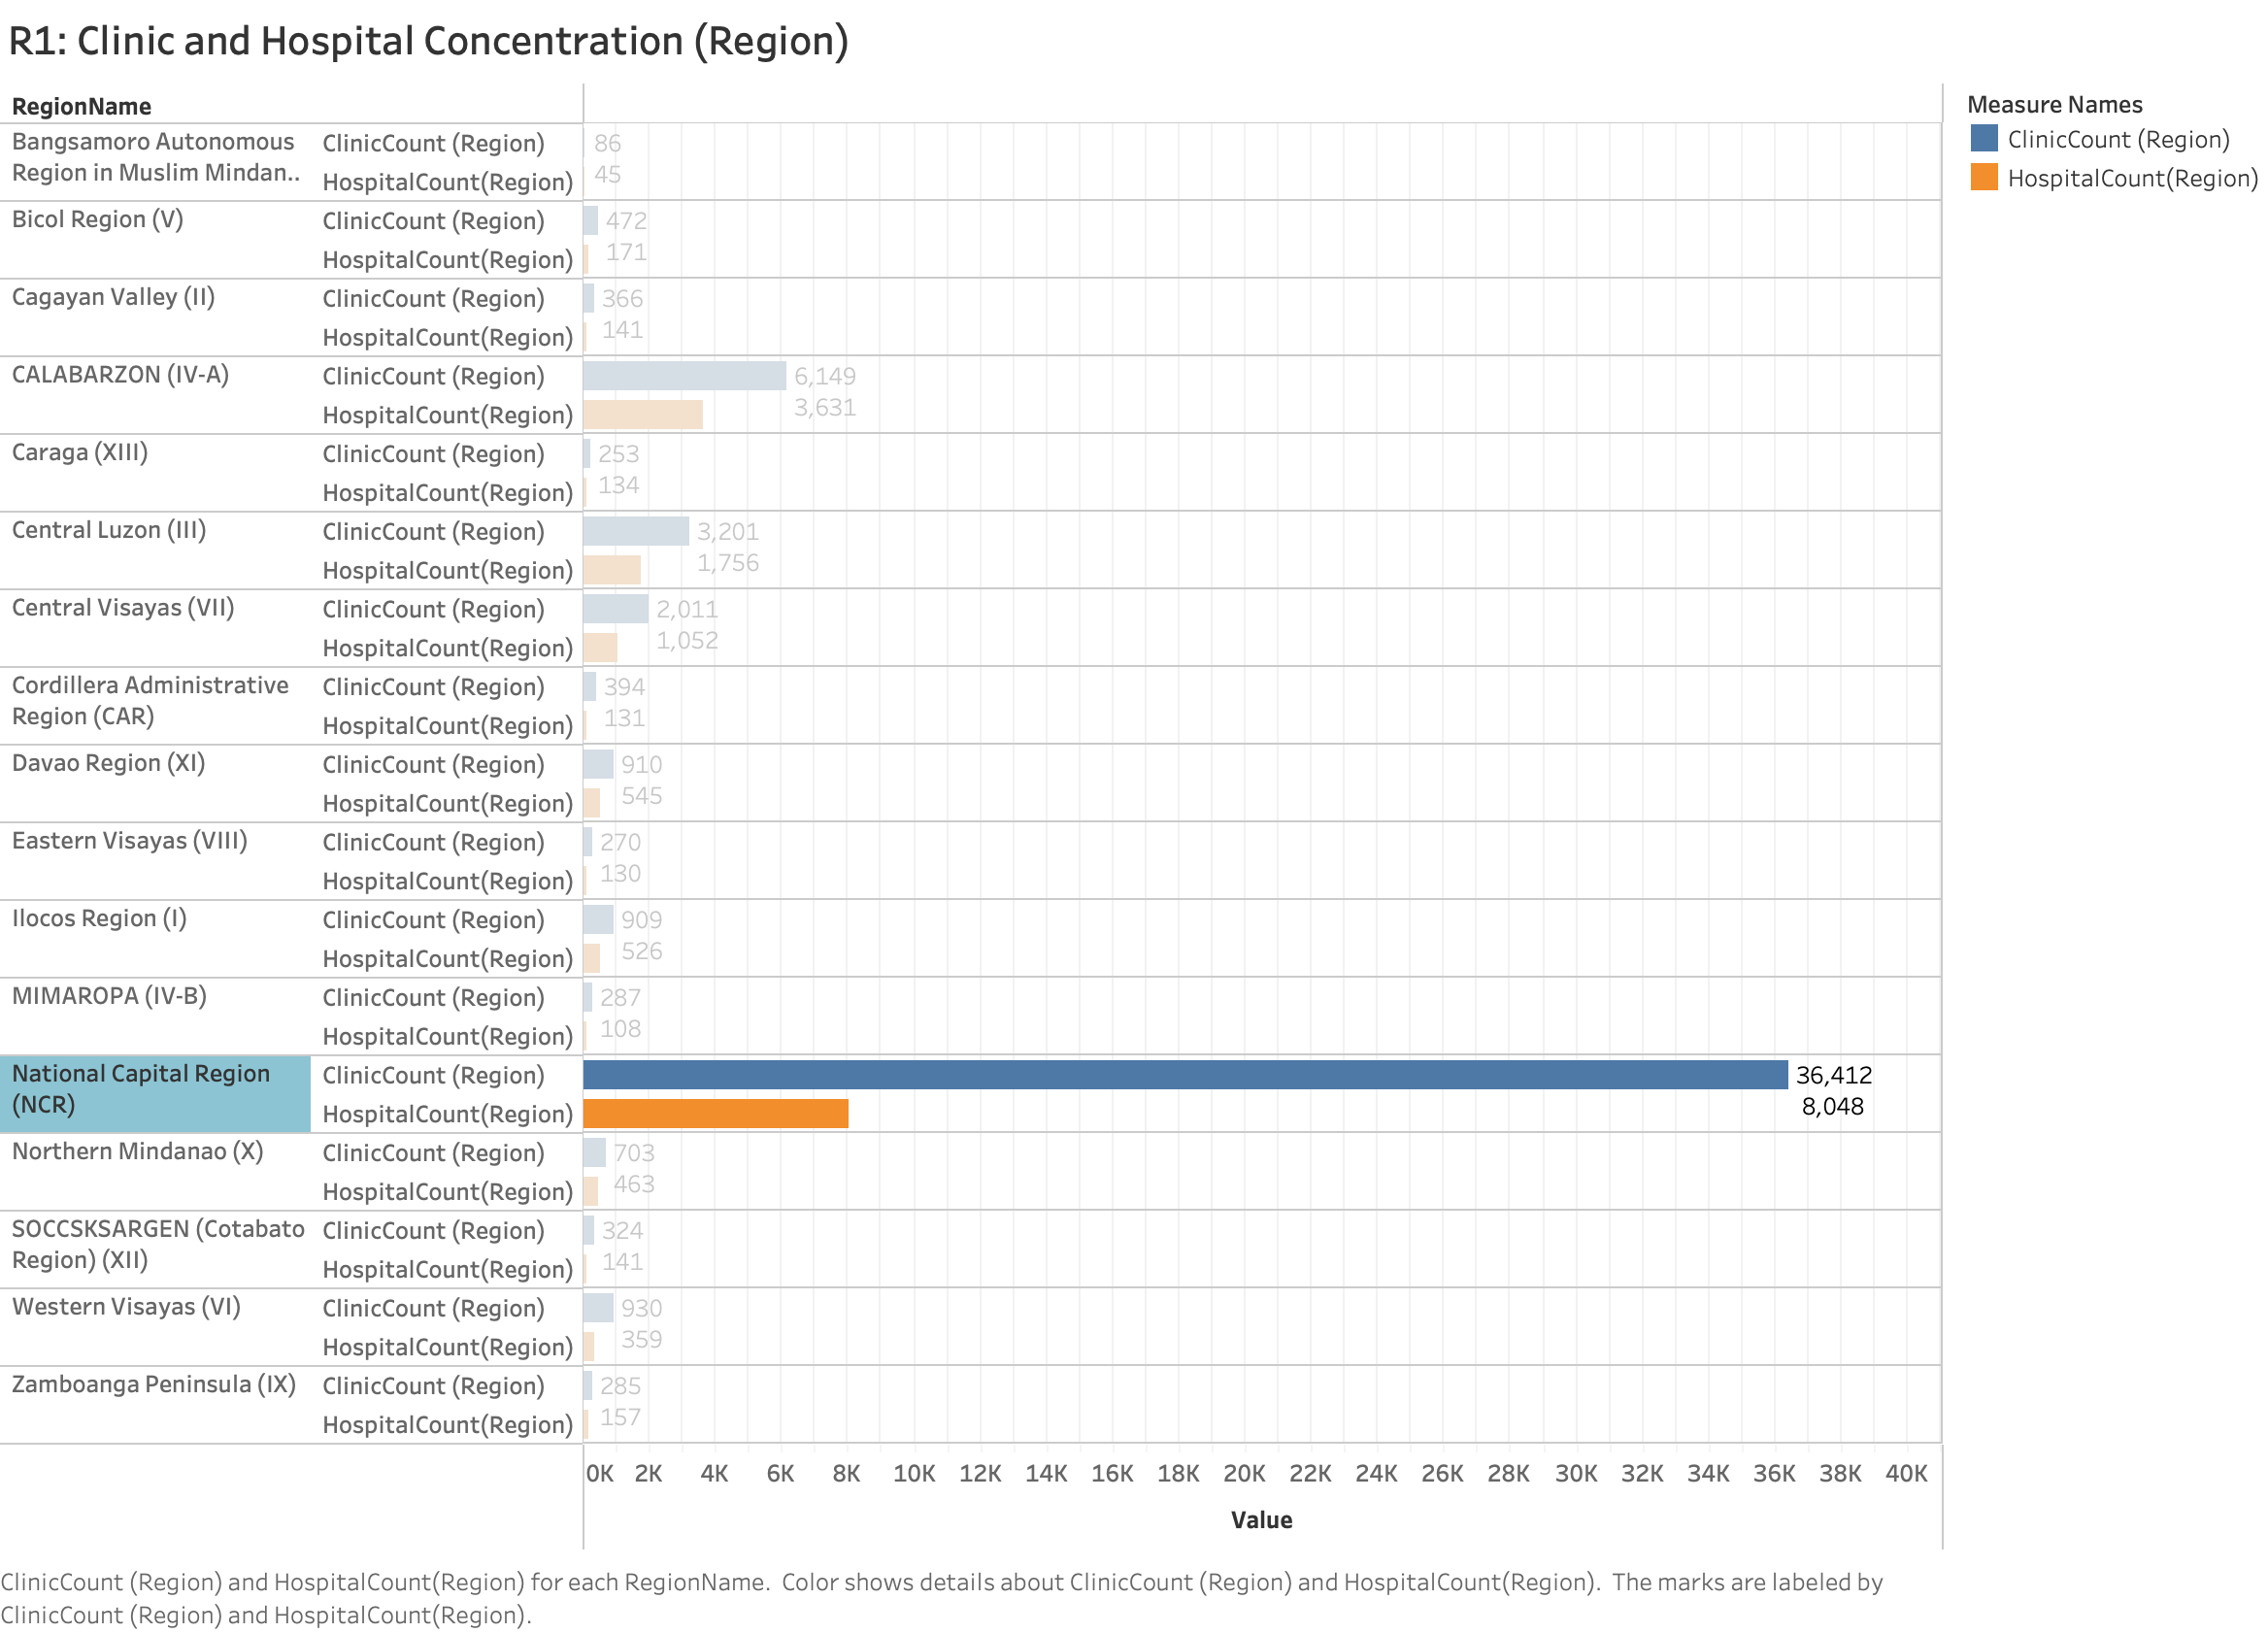 R1: Clinic and Hospital Concentration (Region)
RegionName
Measure Names
ClinicCount (Region)
HospitalCount(Region)
Bangsamoro Autonomous
Region in Muslim Mindan..
ClinicCount (Region) 86
HospitalCount(Region) 45
Bicol Region (V)
ClinicCount (Region) 472
HospitalCount(Region) 171
Cagayan Valley (II)
ClinicCount (Region) 366
HospitalCount(Region) 141
CALABARZON (IV-A)
ClinicCount (Region) 6,149
HospitalCount(Region) 3,631
Caraga (XIII)
ClinicCount (Region) 253
HospitalCount(Region) 134
Central Luzon (III)
ClinicCount (Region) 3,201
HospitalCount(Region) 1,756
Central Visayas (VII)
ClinicCount (Region) 2,011
HospitalCount(Region) 1,052
Cordillera Administrative
Region (CAR)
ClinicCount (Region) 394
HospitalCount(Region) 131
Davao Region (XI)
ClinicCount (Region) 910
HospitalCount(Region) 545
Eastern Visayas (VIII)
ClinicCount (Region) 270
HospitalCount(Region) 130
Ilocos Region (I)
ClinicCount (Region) 909
HospitalCount(Region) 526
MIMAROPA (IV-B)
ClinicCount (Region) 287
HospitalCount(Region) 108
National Capital Region
(NCR)
ClinicCount (Region) 36,412
HospitalCount(Region) 8,048
Northern Mindanao (X)
ClinicCount (Region) 703
HospitalCount(Region) 463
SOCCSKSARGEN (Cotabato
Region) (XII)
ClinicCount (Region) 324
HospitalCount(Region) 141
Western Visayas (VI)
ClinicCount (Region) 930
HospitalCount(Region) 359
Zamboanga Peninsula (IX)
ClinicCount (Region) 285
HospitalCount(Region) 157
0K 2K 4K 6K 8K 10K 12K 14K 16K 18K 20K 22K 24K 26K 28K 30K 32K 34K 36K 38K 40K
Value
ClinicCount (Region) and HospitalCount(Region) for each RegionName. Color shows details about ClinicCount (Region) and HospitalCount(Region). The marks are labeled by
ClinicCount (Region) and HospitalCount(Region).